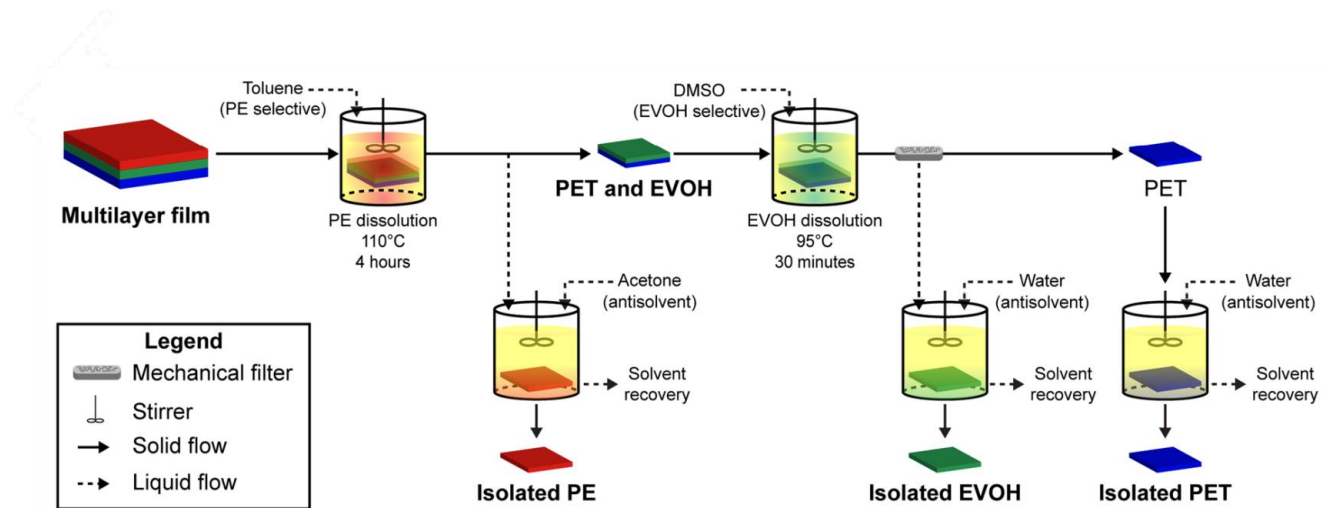 Toluene
(PE selective)
DMSO
(EVOH selective)
Multilayer film
PE dissolution
110°C
4 hours
PET and EVOH
EVOH dissolution
95°C
30 minutes
PET
Acetone
(antisolvent)
Water
(antisolvent)
Water
(antisolvent)
Legend
Mechanical filter
Stirrer
Solid flow
Liquid flow
Solvent
recovery
Solvent
recovery
Solvent
recovery
Isolated PE
Isolated EVOH
Isolated PET